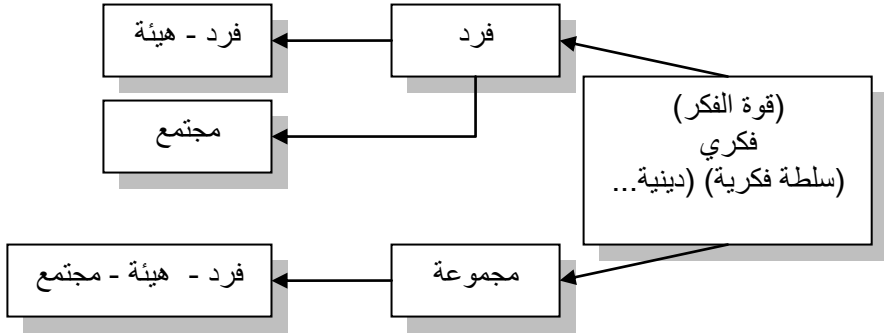 (قوة الفكر)
فكري
(سلطة فكرية) (دينية...
فرد
فرد - هيئة
مجتمع
مجموعة
فرد - هيئة - مجتمع